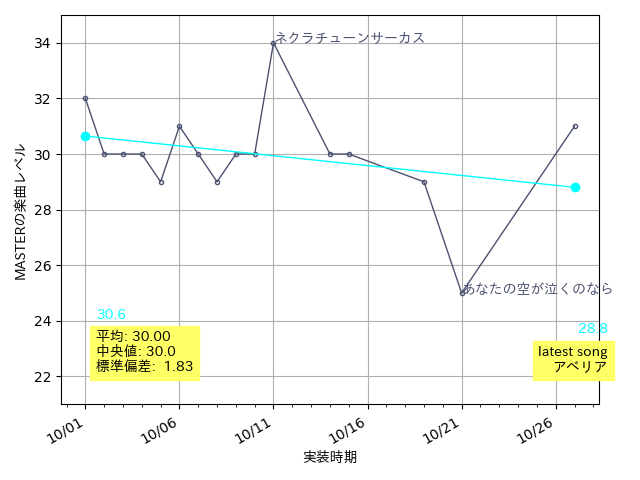 34
32
30
28
26
24
22
MASTERの楽曲レベル
ネクラチューンサーカス
あなたの空が泣くのなら
30.6
平均: 30.00
中央値: 30.0
標準偏差:  1.83
28.8
latest song
アベリア
10/01
10/06
10/11
10/16
10/21
10/26
実装時期